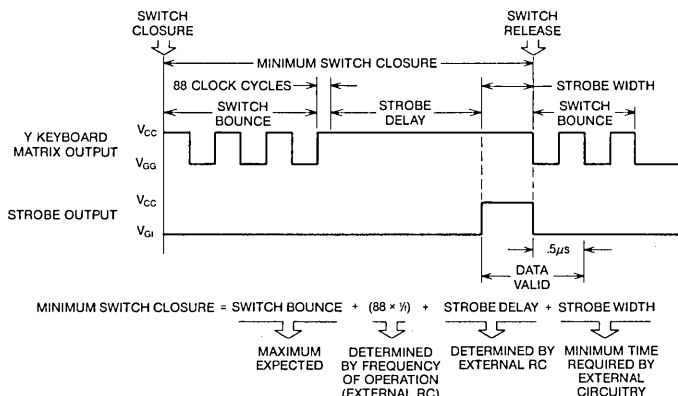 SWITCH CLOSURE
SWITCH RELEASE
MINIMUM SWITCH CLOSURE
88 CLOCK CYCLES
STROBE WIDTH
SWITCH BOUNCE
STROBE DELAY
SWITCH BOUNCE
Y KEYBOARD MATRIX OUTPUT
VCC
VGG
STROBE OUTPUT
VCC
VGI
.5µs
DATA VALID
MINIMUM SWITCH CLOSURE = SWITCH BOUNCE + (88 × 1/f) + STROBE DELAY + STROBE WIDTH
MAXIMUM EXPECTED
DETERMINED BY FREQUENCY OF OPERATION (EXTERNAL RC)
DETERMINED BY EXTERNAL RC
MINIMUM TIME REQUIRED BY EXTERNAL CIRCUITRY